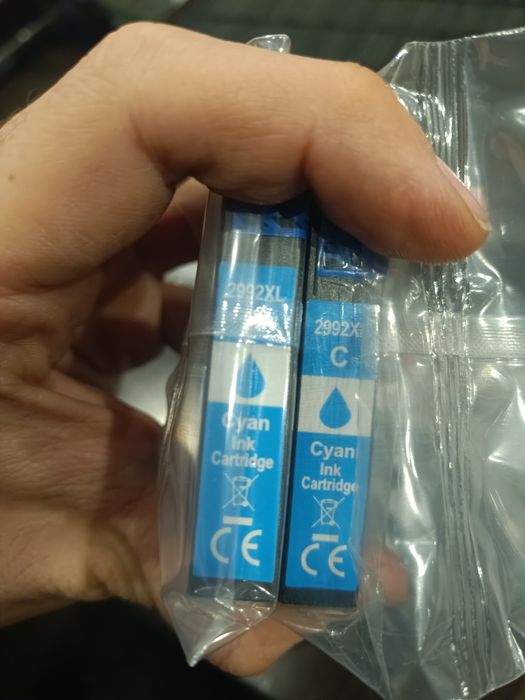 2992XL
Cyan
Ink
Cartridge
CE
2992X
C
Cyan
Ink
Cartridge
CE